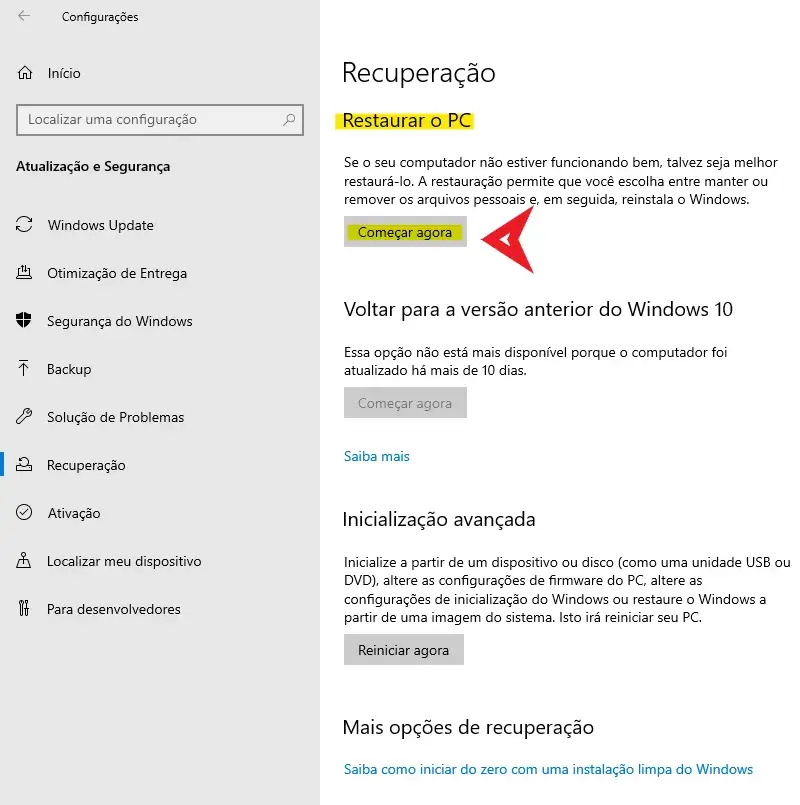 Configurações
Início
Localizar uma configuração
Atualização e Segurança
Windows Update
Otimização de Entrega
Segurança do Windows
Backup
Solução de Problemas
Recuperação
Ativação
Localizar meu dispositivo
Para desenvolvedores
Recuperação
Restaurar o PC
Se o seu computador não estiver funcionando bem, talvez seja melhor
restaurá-lo. A restauração permite que você escolha entre manter ou
remover os arquivos pessoais e, em seguida, reinstala o Windows.
Começar agora
Voltar para a versão anterior do Windows 10
Essa opção não está mais disponível porque o computador foi
atualizado há mais de 10 dias.
Começar agora
Saiba mais
Inicialização avançada
Inicialize a partir de um dispositivo ou disco (como uma unidade USB ou
DVD), altere as configurações de firmware do PC, altere as
configurações de inicialização do Windows ou restaure o Windows a
partir de uma imagem do sistema. Isto irá reiniciar seu PC.
Reiniciar agora
Mais opções de recuperação
Saiba como iniciar do zero com uma instalação limpa do Windows